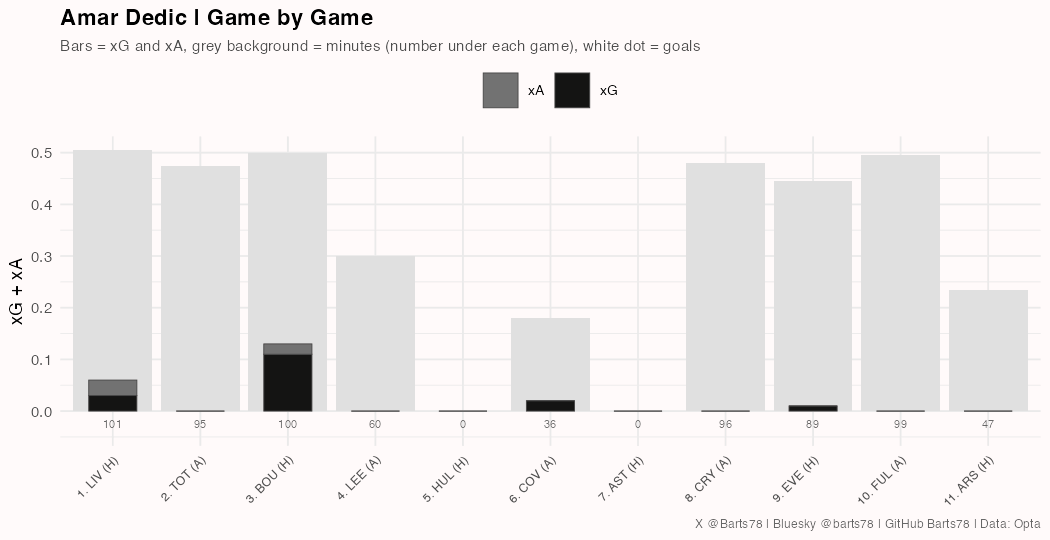 Amar Dedic | Game by Game
Bars = xG and xA, grey background = minutes (number under each game), white dot = goals
xA xG
xG + xA
0.5
0.4
0.3
0.2
0.1
0.0
101 95 100 60 0 36 0 96 89 99 47
1. LIV (H) 2. TOT (A) 3. BOU (H) 4. LEE (A) 5. HUL (H) 6. COV (A) 7. AST (H) 8. CRY (A) 9. EVE (H) 10. FUL (A) 11. ARS (H)
X @Barts78 | Bluesky @barts78 | GitHub Barts78 | Data: Opta